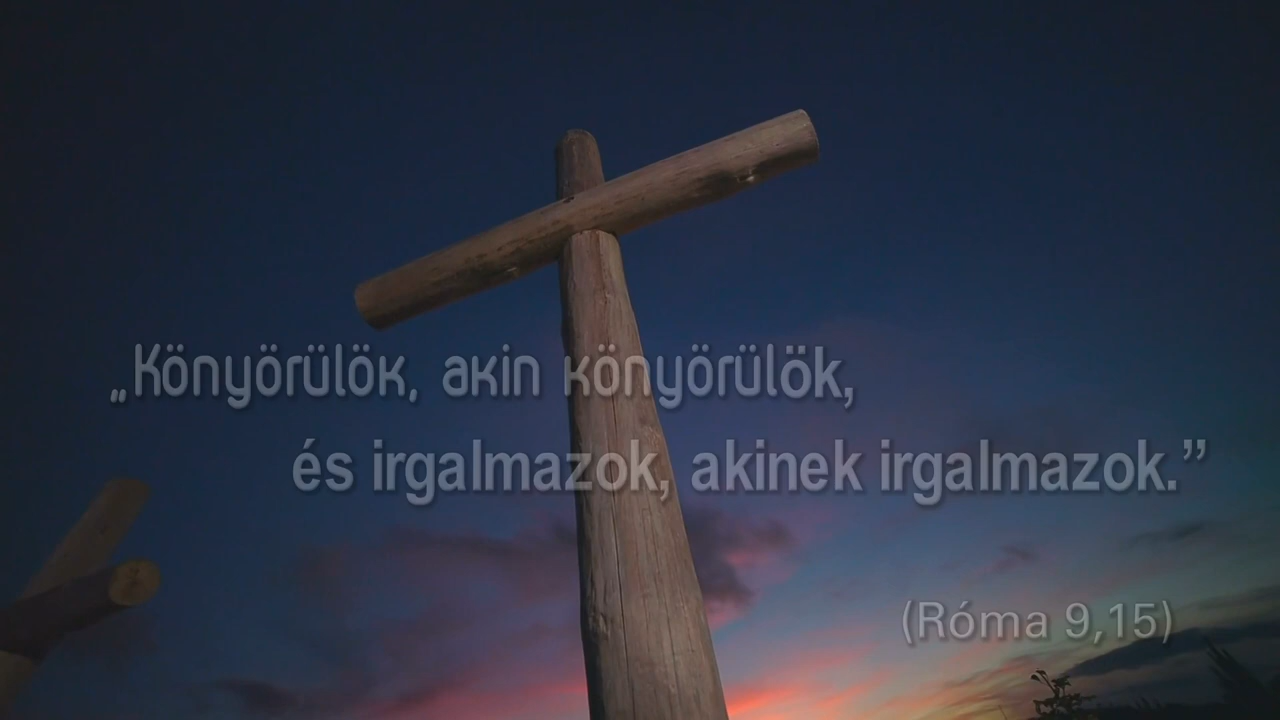 „Könyörülök, akin könyörülök,
és irgalmazok, akinek irgalmazok.”
(Róma 9,15)